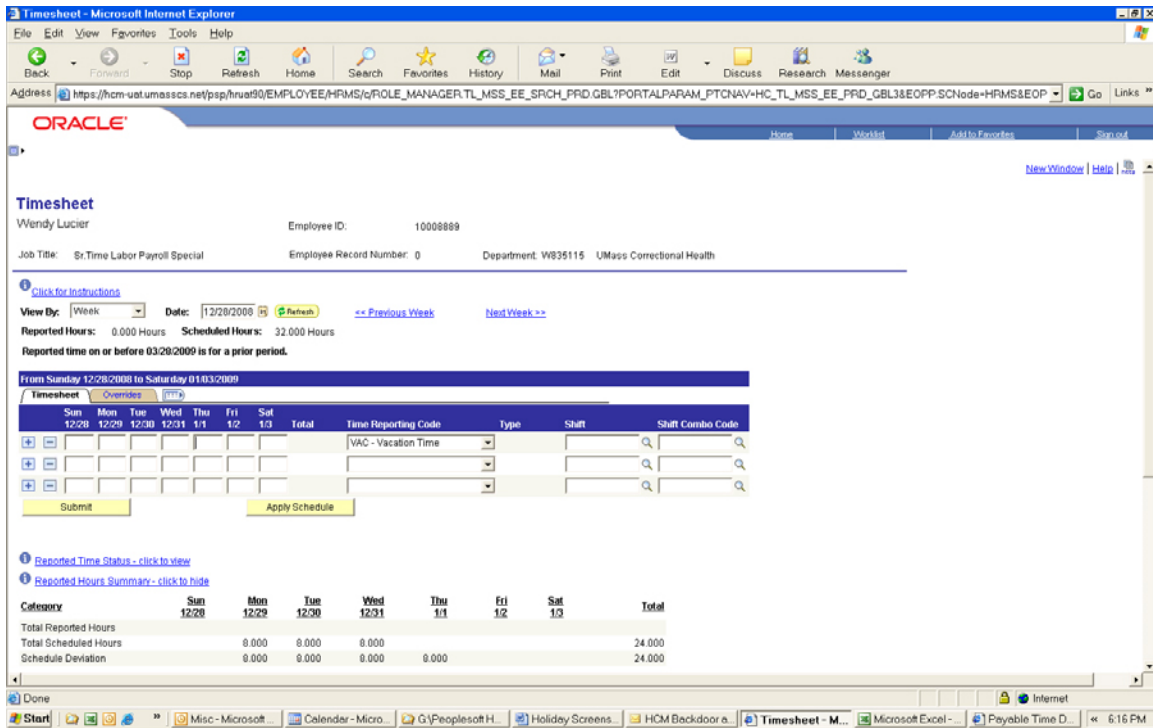 Timesheet - Microsoft Internet Explorer
File Edit View Favorites Tools Help
Back Forward Stop Refresh Home Search Favorites History Mail Print Edit Discuss Research Messenger
Address https://hcm-uat.umasscs.net/psp/hruat90/EMPLOYEE/HRMS/c/ROLE_MANAGER.TL_MSS_EE_SRCH_PRD.GBL?PORTALPARAM_PTCNAV=HC_TL_MSS_EE_PRD_GBL3&EOPP.SCNode=HRMS&EOP Go Links »
ORACLE
Home Worklist Add to Favorites Sign out
New Window | Help |
Timesheet
Wendy Lucier Employee ID: 10008889
Job Title: Sr.Time Labor Payroll Special Employee Record Number: 0 Department: W835115 UMass Correctional Health
Click for Instructions
View By: Week Date: 12/28/2008 Refresh << Previous Week Next Week >>
Reported Hours: 0.000 Hours Scheduled Hours: 32.000 Hours
Reported time on or before 03/28/2009 is for a prior period.
From Sunday 12/28/2008 to Saturday 01/03/2009
Timesheet Overrides
Sun Mon Tue Wed Thu Fri Sat
12/28 12/29 12/30 12/31 1/1 1/2 1/3 Total Time Reporting Code Type Shift Shift Combo Code
VAC - Vacation Time
Submit Apply Schedule
Reported Time Status - click to view
Reported Hours Summary - click to hide
Category Sun Mon Tue Wed Thu Fri Sat Total
12/28 12/29 12/30 12/31 1/1 1/2 1/3
Total Reported Hours
Total Scheduled Hours 8.000 8.000 8.000 24.000
Schedule Deviation 8.000 8.000 8.000 0.000 24.000
Done Internet
Start » Misc - Microsoft ... Calendar - Micro... G:\Peoplesoft H... Holiday Screens... HCM Backdoor a... Timesheet - M... Microsoft Excel - ... Payable Time D... « 6:16 PM